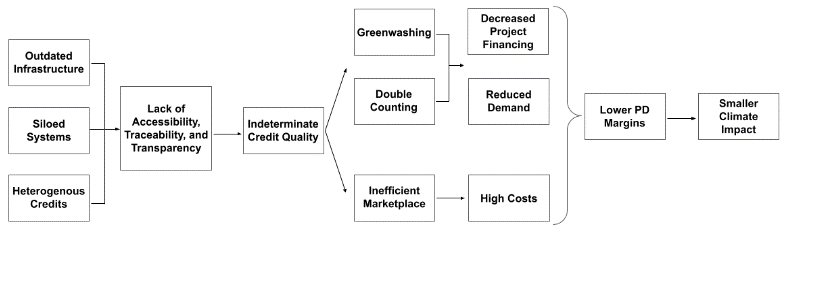 Outdated
Infrastructure
Siloed
Systems
Heterogenous
Credits
Lack of
Accessibility,
Traceability, and
Transparency
Indeterminate
Credit Quality
Greenwashing
Double
Counting
Inefficient
Marketplace
Decreased
Project
Financing
Reduced
Demand
High Costs
Lower PD
Margins
Smaller
Climate
Impact